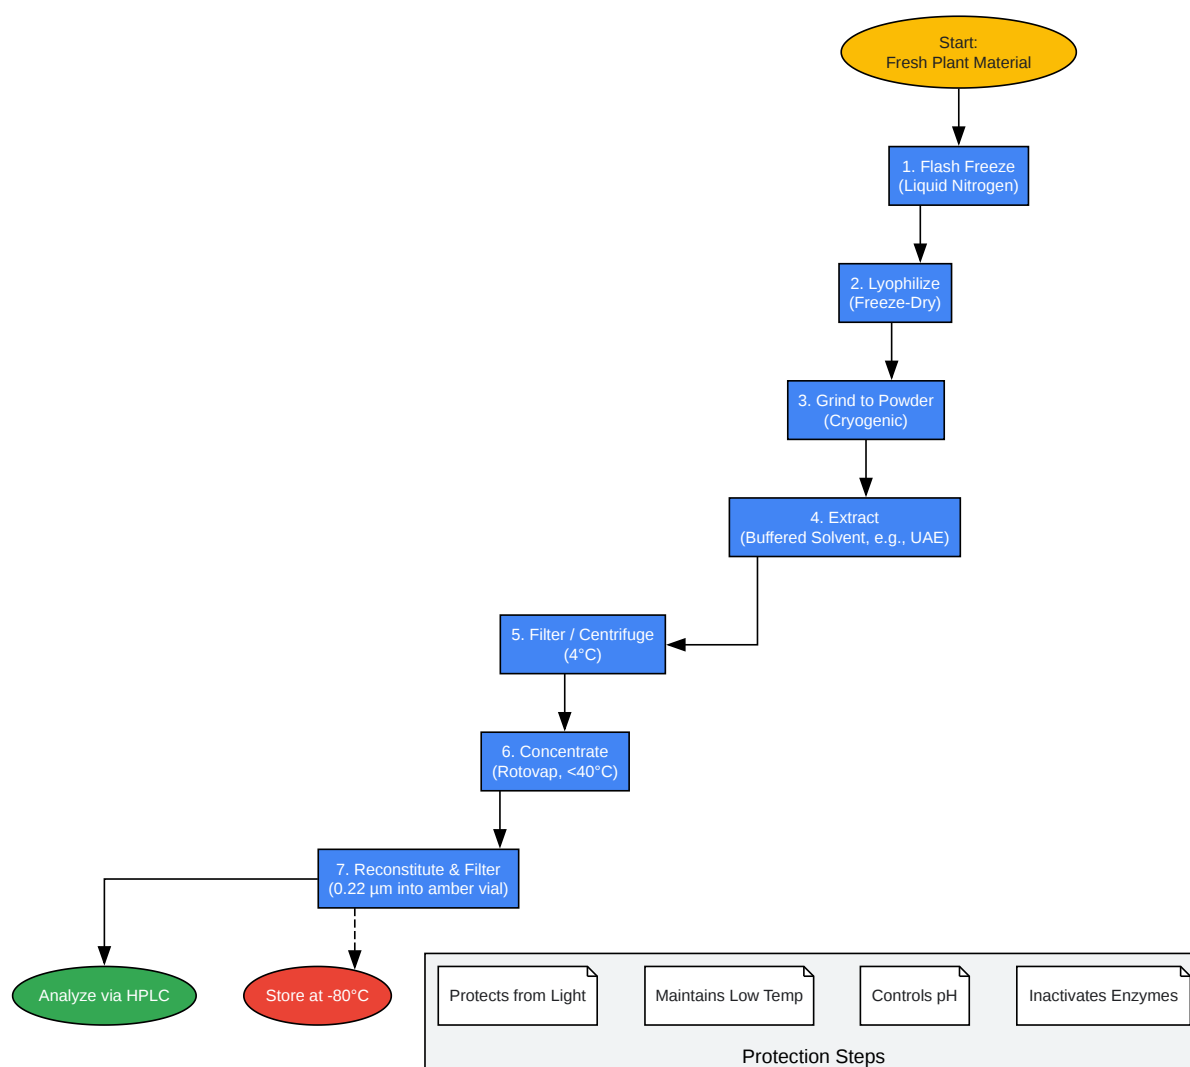 Start:
Fresh Plant Material
1. Flash Freeze
(Liquid Nitrogen)
2. Lyophilize
(Freeze-Dry)
3. Grind to Powder
(Cryogenic)
4. Extract
(Buffered Solvent, e.g., UAE)
5. Filter / Centrifuge
(4°C)
6. Concentrate
(Rotovap, <40°C)
7. Reconstitute & Filter
(0.22 µm into amber vial)
Analyze via HPLC
Store at -80°C
Protects from Light
Maintains Low Temp
Controls pH
Inactivates Enzymes
Protection Steps